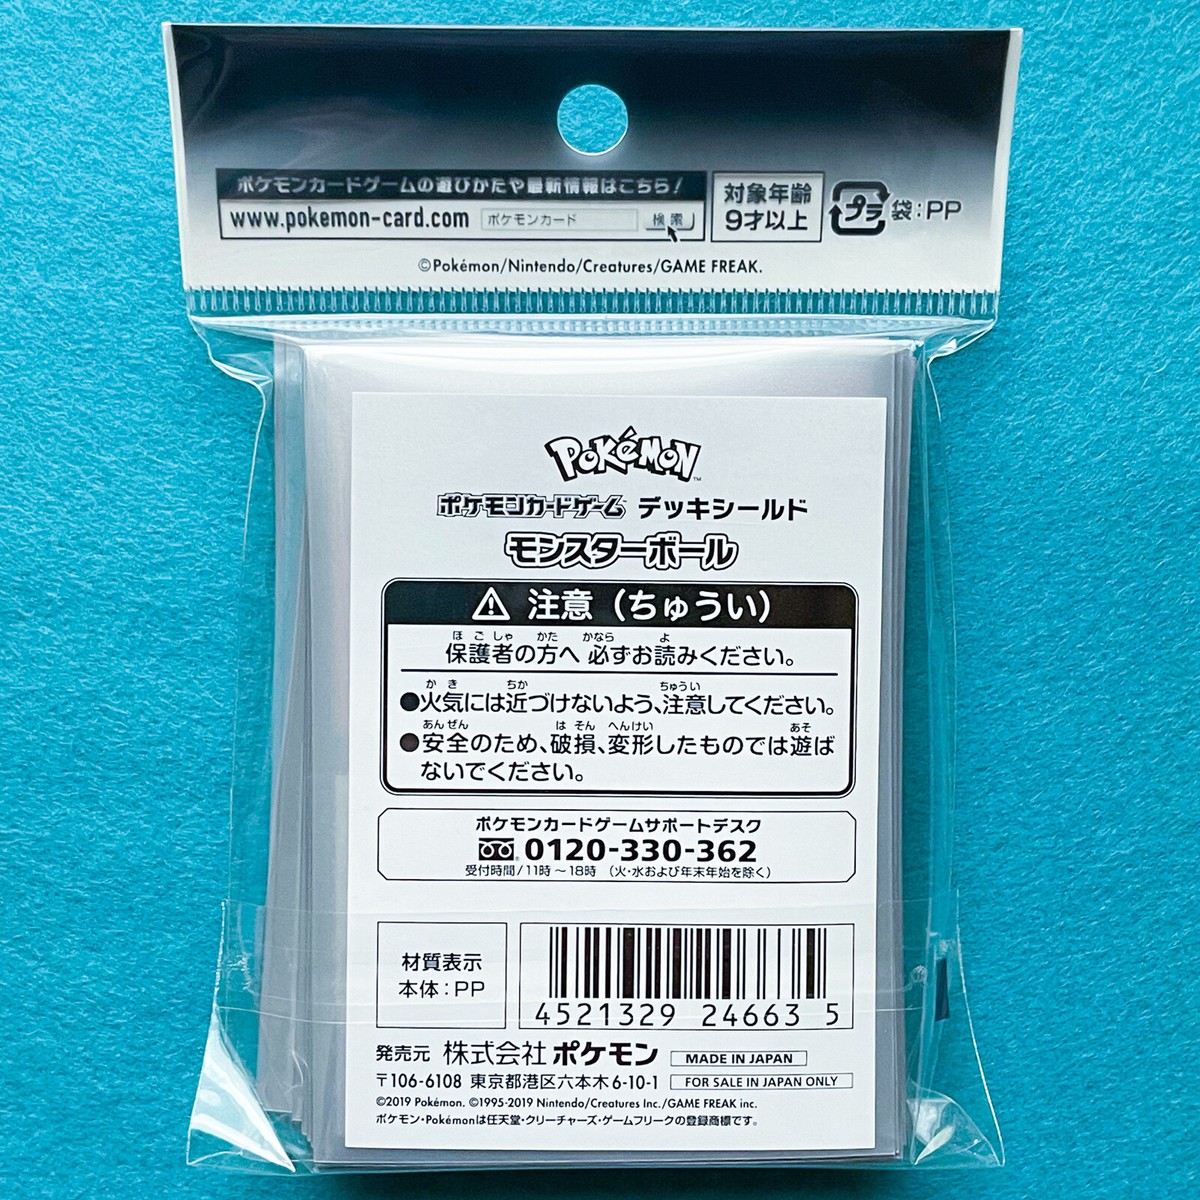 ポケモンカードゲームの遊びかたや最新情報はこちら！
www.pokemon-card.com ポケモンカード 検索
対象年齢
9才以上
プラ 袋：PP
©Pokémon/Nintendo/Creatures/GAME FREAK.
POKéMON™
ポケモンカードゲーム デッキシールド
モンスターボール
⚠ 注意（ちゅうい）
ほごしゃ かた かなら よ
保護者の方へ 必ずお読みください。
かき ちか ちゅうい
●火気には近づけないよう、注意してください。
あんぜん はそん へんけい あそ
●安全のため、破損、変形したものでは遊ば
ないでください。
ポケモンカードゲームサポートデスク
0120-330-362
受付時間/11時～18時 （火・水および年末年始を除く）
材質表示
本体：PP
4521329 24663 5
発売元 株式会社ポケモン MADE IN JAPAN
〒106-6108 東京都港区六本木6-10-1 FOR SALE IN JAPAN ONLY
©2019 Pokémon. ©1995-2019 Nintendo/Creatures Inc./GAME FREAK inc.
ポケモン・Pokémonは任天堂・クリーチャーズ・ゲームフリークの登録商標です。